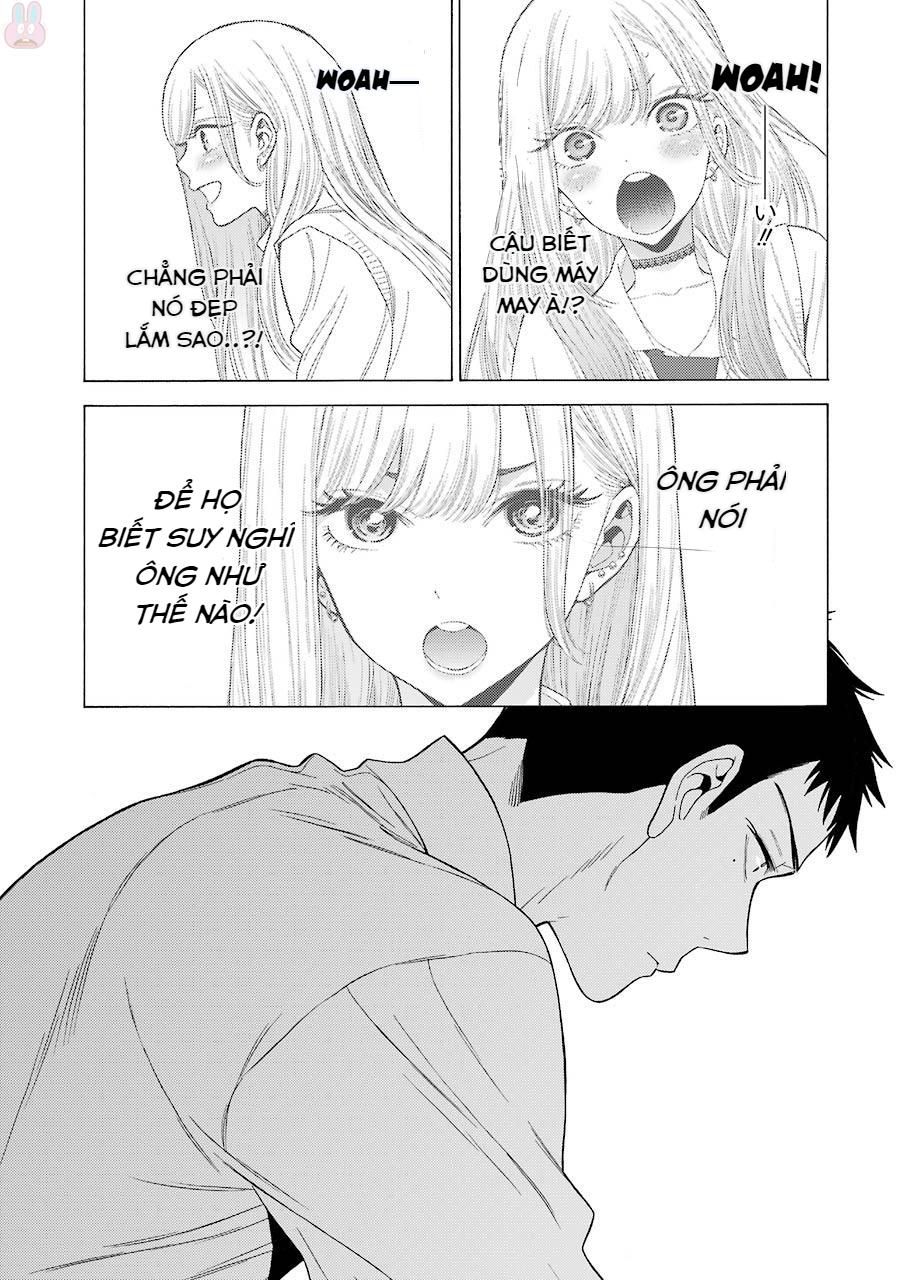 WOAH!
い!!
CẬU BIẾT
DÙNG MÁY
MAY À!?
WOAH—
CHẲNG PHẢI
NÓ ĐẸP
LẮM SAO..?!
ÔNG PHẢI
NÓI
ĐỂ HỌ
BIẾT SUY NGHĨ
ÔNG NHƯ
THẾ NÀO!